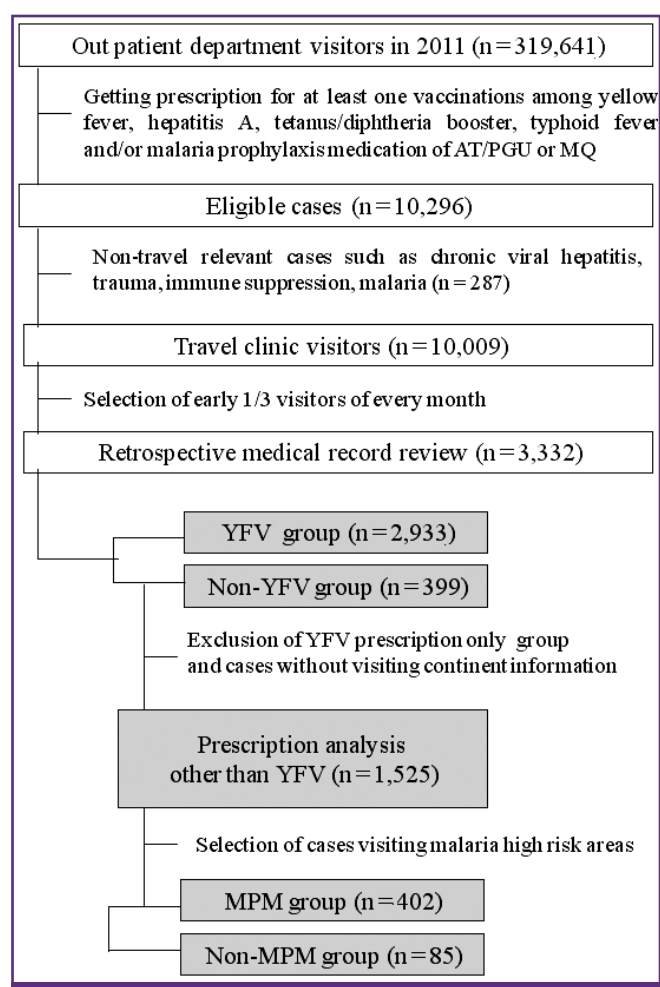 Out patient department visitors in 2011 (n=319,641)
Getting prescription for at least one vaccinations among yellow
fever, hepatitis A, tetanus/diphtheria booster, typhoid fever
and/or malaria prophylaxis medication of AT/PGU or MQ
Eligible cases (n=10,296)
Non-travel relevant cases such as chronic viral hepatitis,
trauma, immune suppression, malaria (n=287)
Travel clinic visitors (n=10,009)
Selection of early 1/3 visitors of every month
Retrospective medical record review (n=3,332)
YFV group (n=2,933)
Non-YFV group (n=399)
Exclusion of YFV prescription only group
and cases without visiting continent information
Prescription analysis
other than YFV (n=1,525)
Selection of cases visiting malaria high risk areas
MPM group (n=402)
Non-MPM group (n=85)